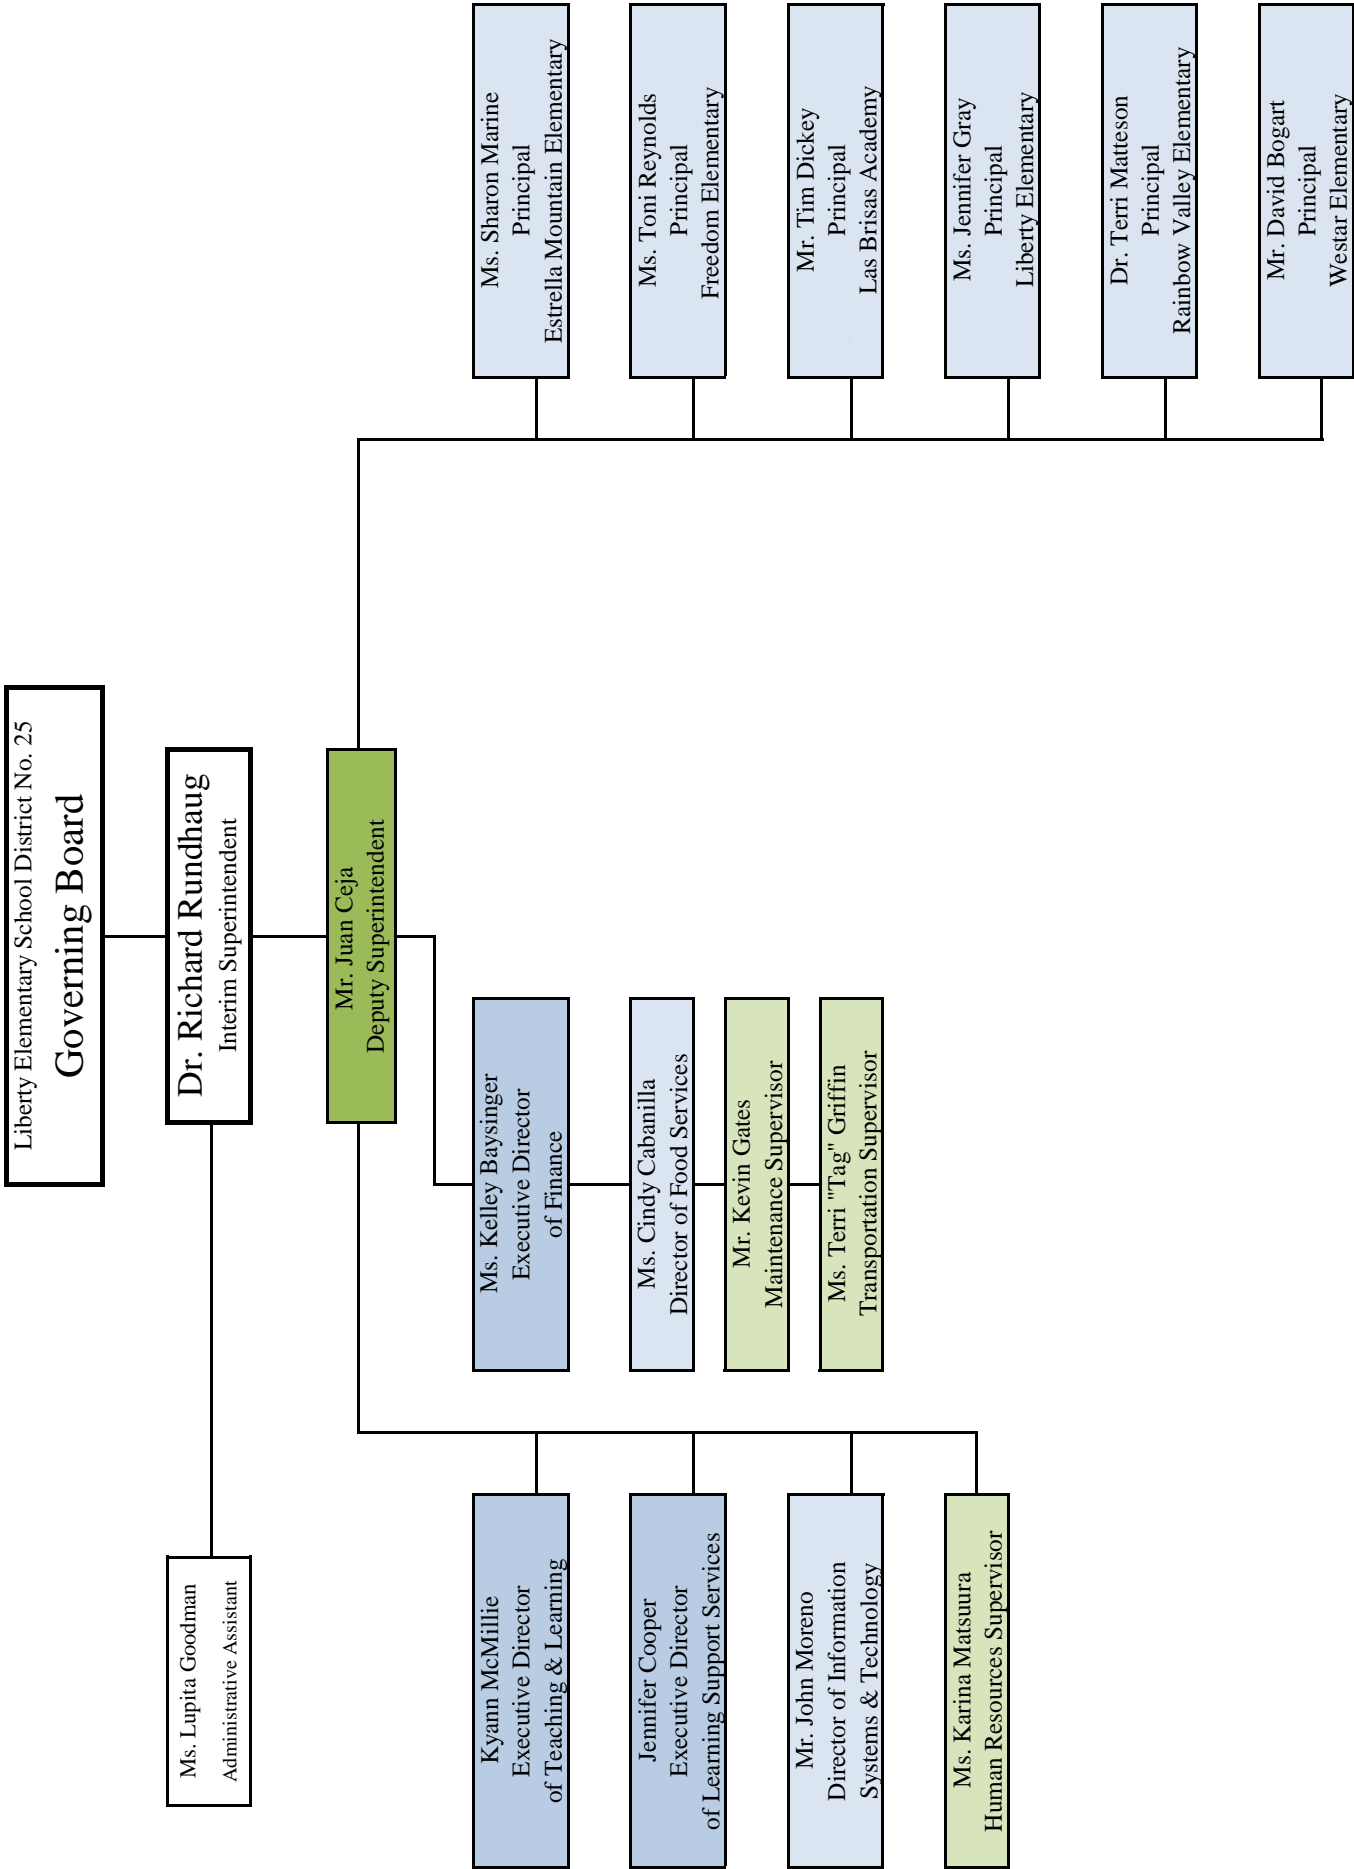 Liberty Elementary School District No. 25
Governing Board
Dr. Richard Rundhaug
Interim Superintendent
Ms. Lupita Goodman
Administrative Assistant
Mr. Juan Ceja
Deputy Superintendent
Kyann McMillie
Executive Director
of Teaching & Learning
Jennifer Cooper
Executive Director
of Learning Support Services
Mr. John Moreno
Director of Information
Systems & Technology
Ms. Karina Matsuura
Human Resources Supervisor
Ms. Kelley Baysinger
Executive Director
of Finance
Ms. Cindy Cabanilla
Director of Food Services
Mr. Kevin Gates
Maintenance Supervisor
Ms. Terri "Tag" Griffin
Transportation Supervisor
Ms. Sharon Marine
Principal
Estrella Mountain Elementary
Ms. Toni Reynolds
Principal
Freedom Elementary
Mr. Tim Dickey
Principal
Las Brisas Academy
Ms. Jennifer Gray
Principal
Liberty Elementary
Dr. Terri Matteson
Principal
Rainbow Valley Elementary
Mr. David Bogart
Principal
Westar Elementary